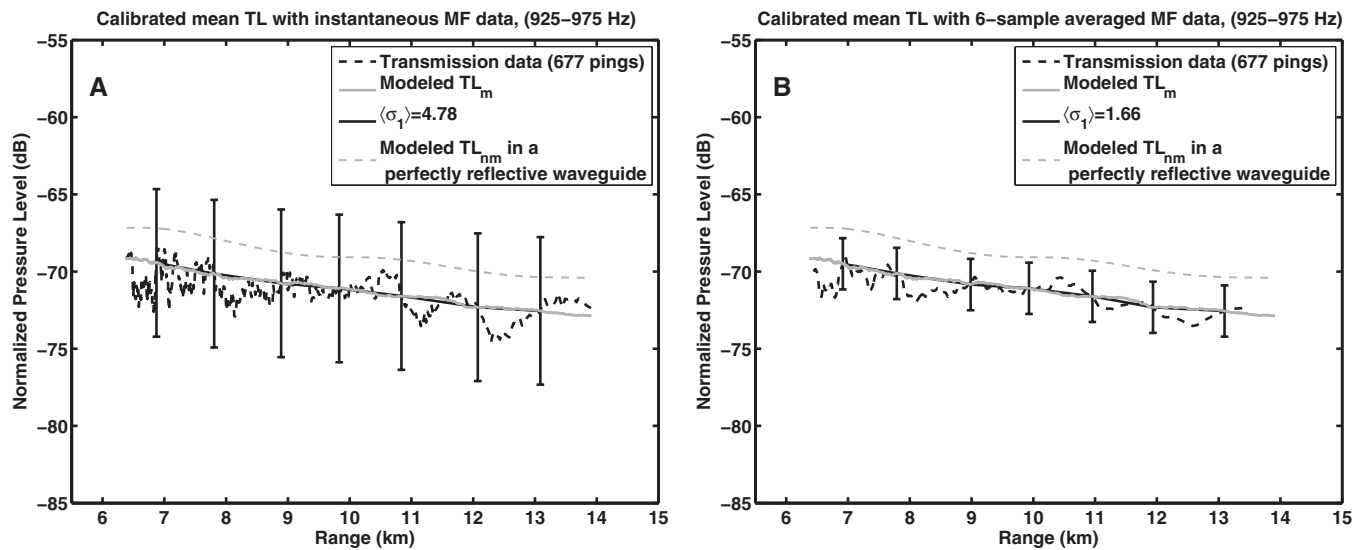 Calibrated mean TL with instantaneous MF data, (925−975 Hz)
A
Transmission data (677 pings)
Modeled TLm
⟨σ1⟩=4.78
Modeled TLnm in a
perfectly reflective waveguide
Normalized Pressure Level (dB)
−55
−60
−65
−70
−75
−80
−85
6 7 8 9 10 11 12 13 14 15
Range (km)
Calibrated mean TL with 6−sample averaged MF data, (925−975 Hz)
B
Transmission data (677 pings)
Modeled TLm
⟨σ1⟩=1.66
Modeled TLnm in a
perfectly reflective waveguide
Normalized Pressure Level (dB)
−55
−60
−65
−70
−75
−80
−85
6 7 8 9 10 11 12 13 14 15
Range (km)